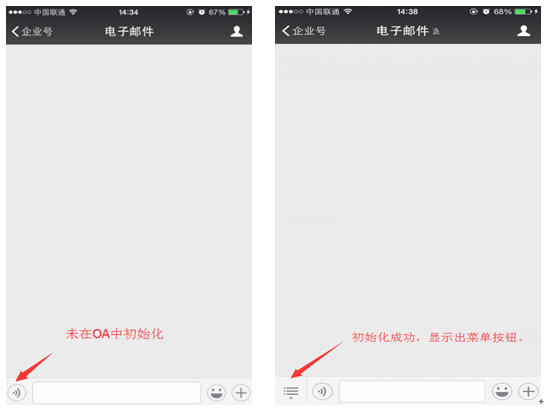 中国联通 14:34 67%
企业号 电子邮件
未在OA中初始化
中国联通 14:38 68%
企业号 电子邮件
初始化成功，显示出菜单按钮。